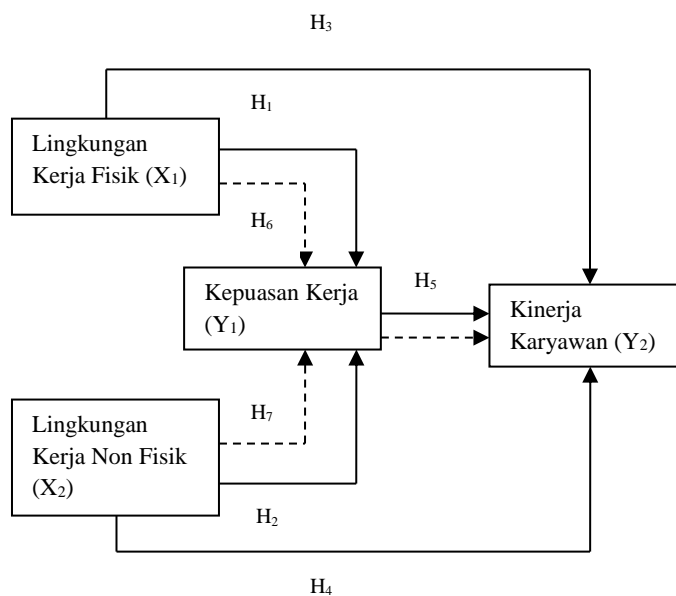 H₃
H₁
Lingkungan
Kerja Fisik (X₁)
H₆
Kepuasan Kerja
(Y₁)
H₅
Kinerja
Karyawan (Y₂)
Lingkungan
Kerja Non Fisik
(X₂)
H₇
H₂
H₄